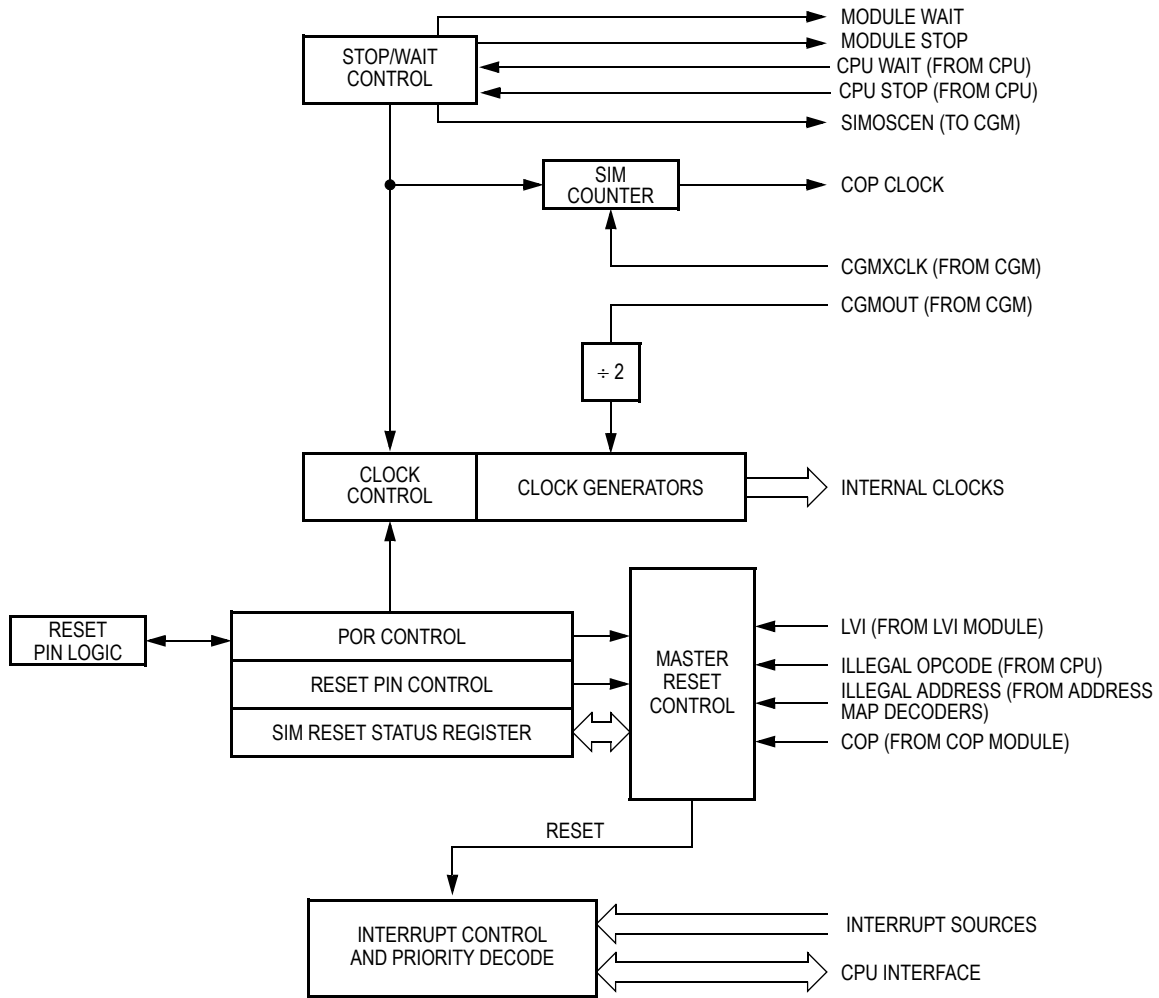 MODULE WAIT
MODULE STOP
CPU WAIT (FROM CPU)
CPU STOP (FROM CPU)
SIMOSCEN (TO CGM)
STOP/WAIT
CONTROL
SIM
COUNTER
COP CLOCK
CGMXCLK (FROM CGM)
CGMOUT (FROM CGM)
÷ 2
CLOCK
CONTROL
CLOCK GENERATORS
INTERNAL CLOCKS
RESET
PIN LOGIC
POR CONTROL
RESET PIN CONTROL
SIM RESET STATUS REGISTER
MASTER
RESET
CONTROL
LVI (FROM LVI MODULE)
ILLEGAL OPCODE (FROM CPU)
ILLEGAL ADDRESS (FROM ADDRESS
MAP DECODERS)
COP (FROM COP MODULE)
RESET
INTERRUPT CONTROL
AND PRIORITY DECODE
INTERRUPT SOURCES
CPU INTERFACE